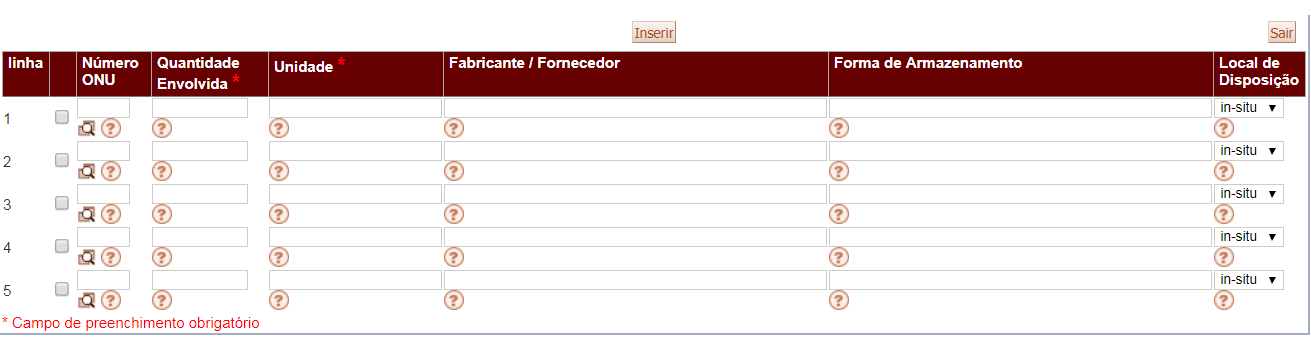 Inserir Sair
linha Número ONU Quantidade Envolvida * Unidade * Fabricante / Fornecedor Forma de Armazenamento Local de Disposição
1 in-situ ▼
? ? ? ? ? ?
2 in-situ ▼
? ? ? ? ? ?
3 in-situ ▼
? ? ? ? ? ?
4 in-situ ▼
? ? ? ? ? ?
5 in-situ ▼
? ? ? ? ? ?
* Campo de preenchimento obrigatório